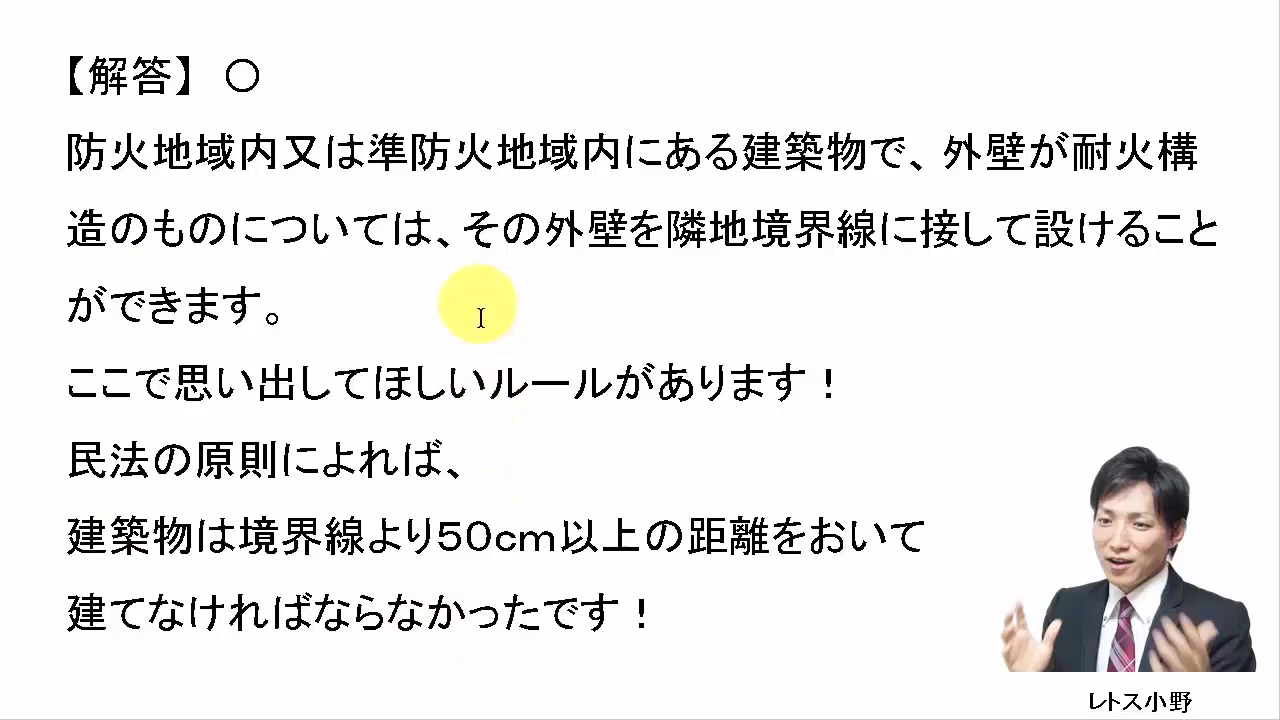 【解答】 ○
防火地域内又は準防火地域内にある建築物で、外壁が耐火構
造のものについては、その外壁を隣地境界線に接して設けること
ができます。
ここで思い出してほしいルールがあります！
民法の原則によれば、
建築物は境界線より50cm以上の距離をおいて
建てなければならなかったです！
レトス小野